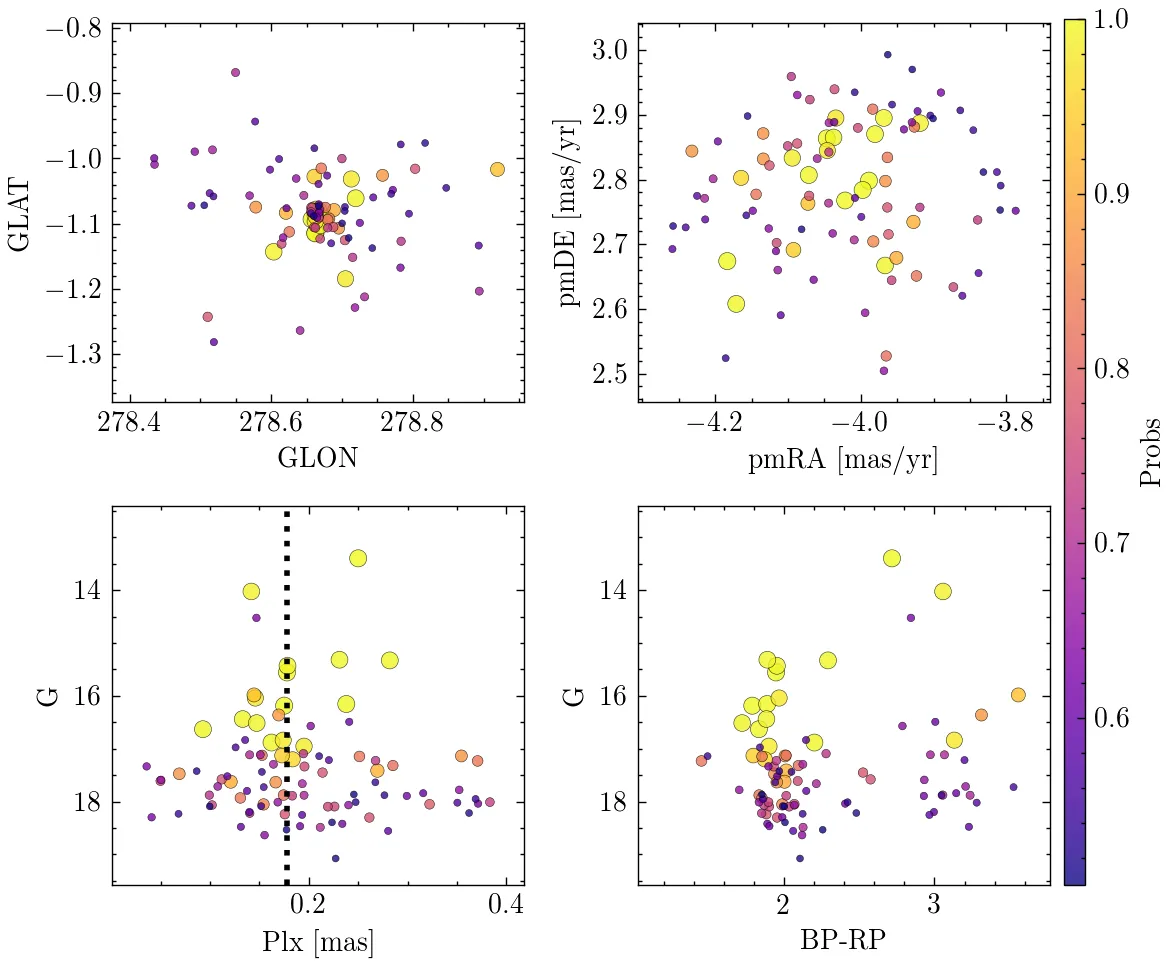 −0.8
−0.9
−1.0
−1.1
−1.2
−1.3
GLAT
278.4 278.6 278.8
GLON
3.0
2.9
2.8
2.7
2.6
2.5
pmDE [mas/yr]
−4.2 −4.0 −3.8
pmRA [mas/yr]
14
16
18
G
0.2 0.4
Plx [mas]
14
16
18
G
2 3
BP-RP
1.0
0.9
0.8
0.7
0.6
Probs